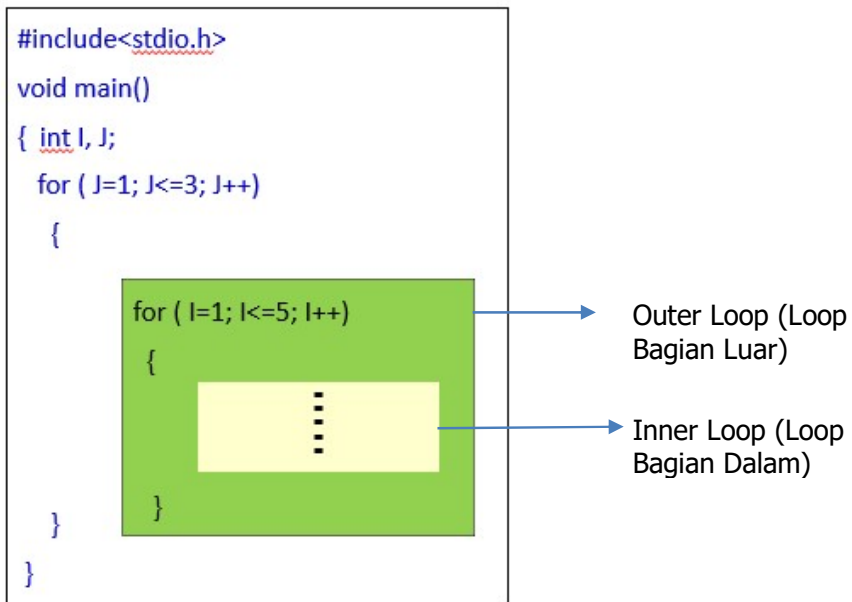 #include<stdio.h>
void main()
{ int I, J;
for ( J=1; J<=3; J++)
{
for ( I=1; I<=5; I++)
{
}
}
}
Outer Loop (Loop
Bagian Luar)
Inner Loop (Loop
Bagian Dalam)